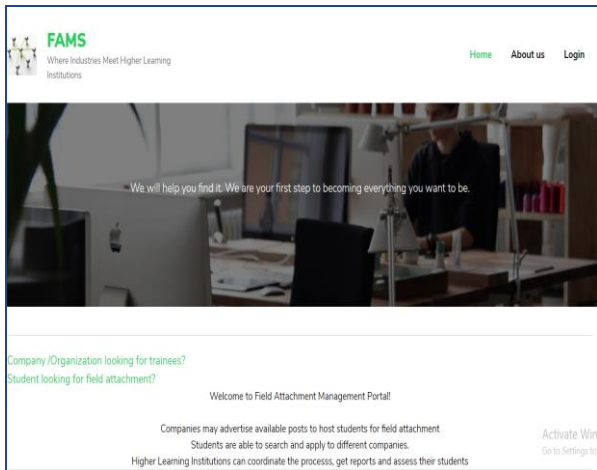 FAMS
Where Industries Meet Higher Learning
Institutions
Home About us Login
We will help you find it. We are your first step to becoming everything you want to be.
Company /Organization looking for trainees?
Student looking for field attachment?
Welcome to Field Attachment Management Portal!
Companies may advertise available posts to host students for field attachment
Students are able to search and apply to different companies.
Higher Learning Institutions can coordinate the processs, get reports and assess their students
Activate Win
Go to Settings to